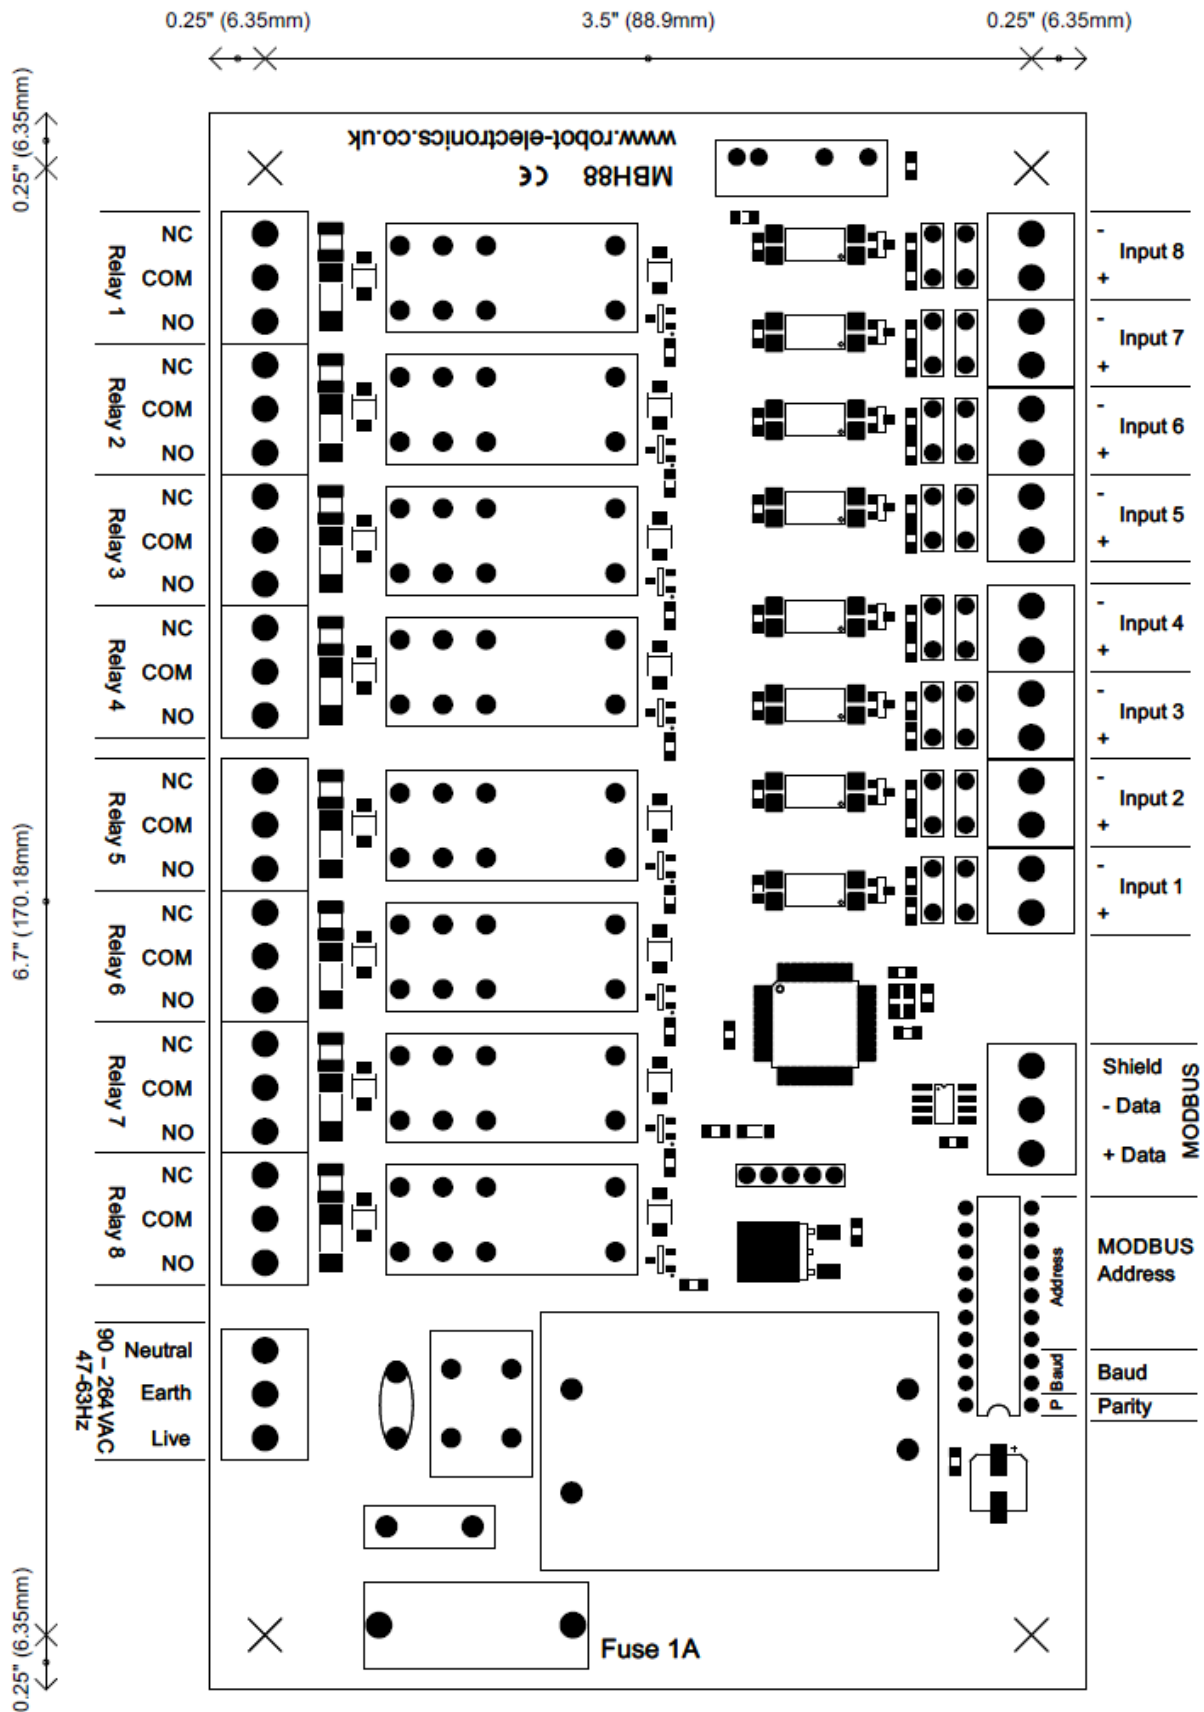 0.25" (6.35mm)
3.5" (88.9mm)
0.25" (6.35mm)
0.25" (6.35mm)
6.7" (170.18mm)
0.25" (6.35mm)
www.robot-electronics.co.uk
MBH88 CE
Relay 1
NC
COM
NO
Relay 2
NC
COM
NO
Relay 3
NC
COM
NO
Relay 4
NC
COM
NO
Relay 5
NC
COM
NO
Relay 6
NC
COM
NO
Relay 7
NC
COM
NO
Relay 8
NC
COM
NO
90 – 264VAC
47-63Hz
Neutral
Earth
Live
-
Input 8
+
-
Input 7
+
-
Input 6
+
-
Input 5
+
-
Input 4
+
-
Input 3
+
-
Input 2
+
-
Input 1
+
Shield
- Data
+ Data
MODBUS
Address
MODBUS
Address
Baud
Baud
P
Parity
+
Fuse 1A